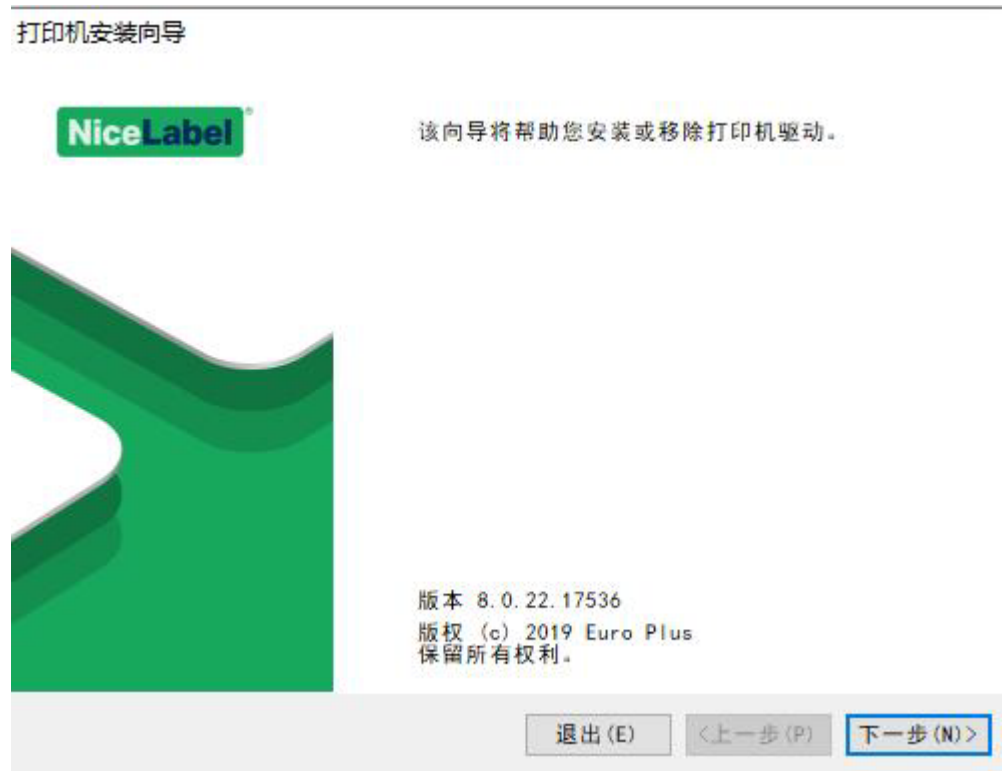 打印机安装向导
NiceLabel®
该向导将帮助您安装或移除打印机驱动。
版本 8.0.22.17536
版权 (c) 2019 Euro Plus
保留所有权利。
退出(E) <上一步(P) 下一步(N)>